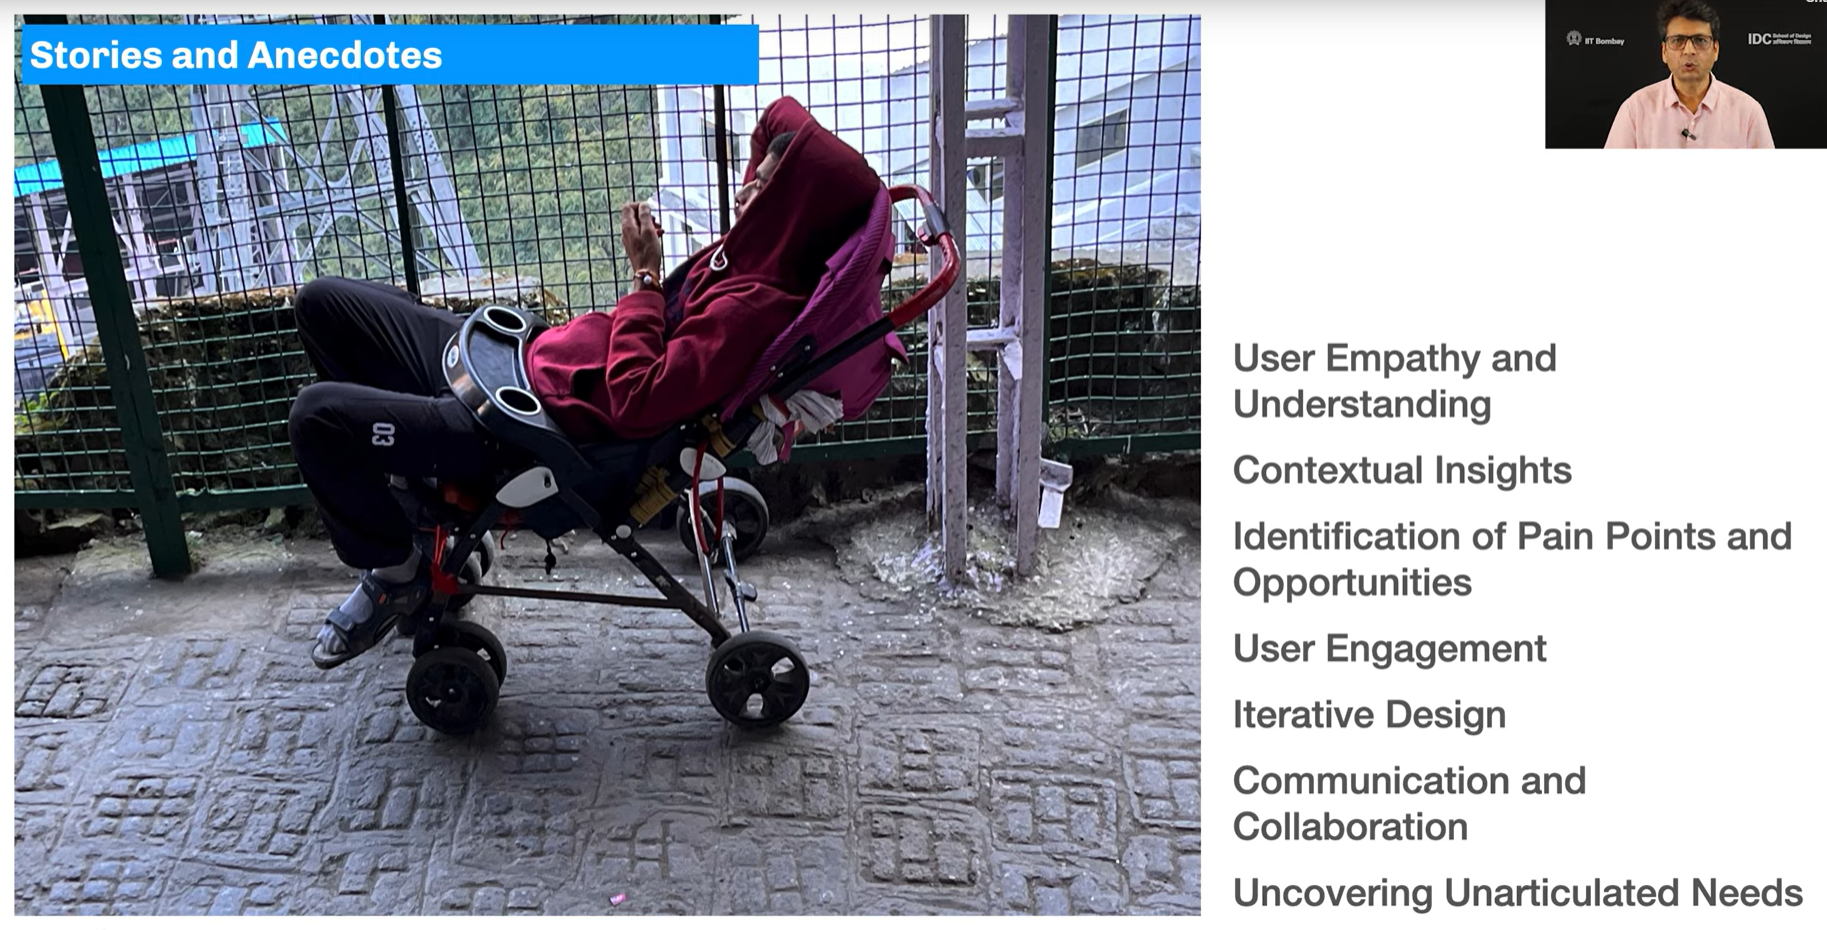 Stories and Anecdotes
IIT Bombay
IDC School of Design
User Empathy and
Understanding
Contextual Insights
Identification of Pain Points and
Opportunities
User Engagement
Iterative Design
Communication and
Collaboration
Uncovering Unarticulated Needs
03